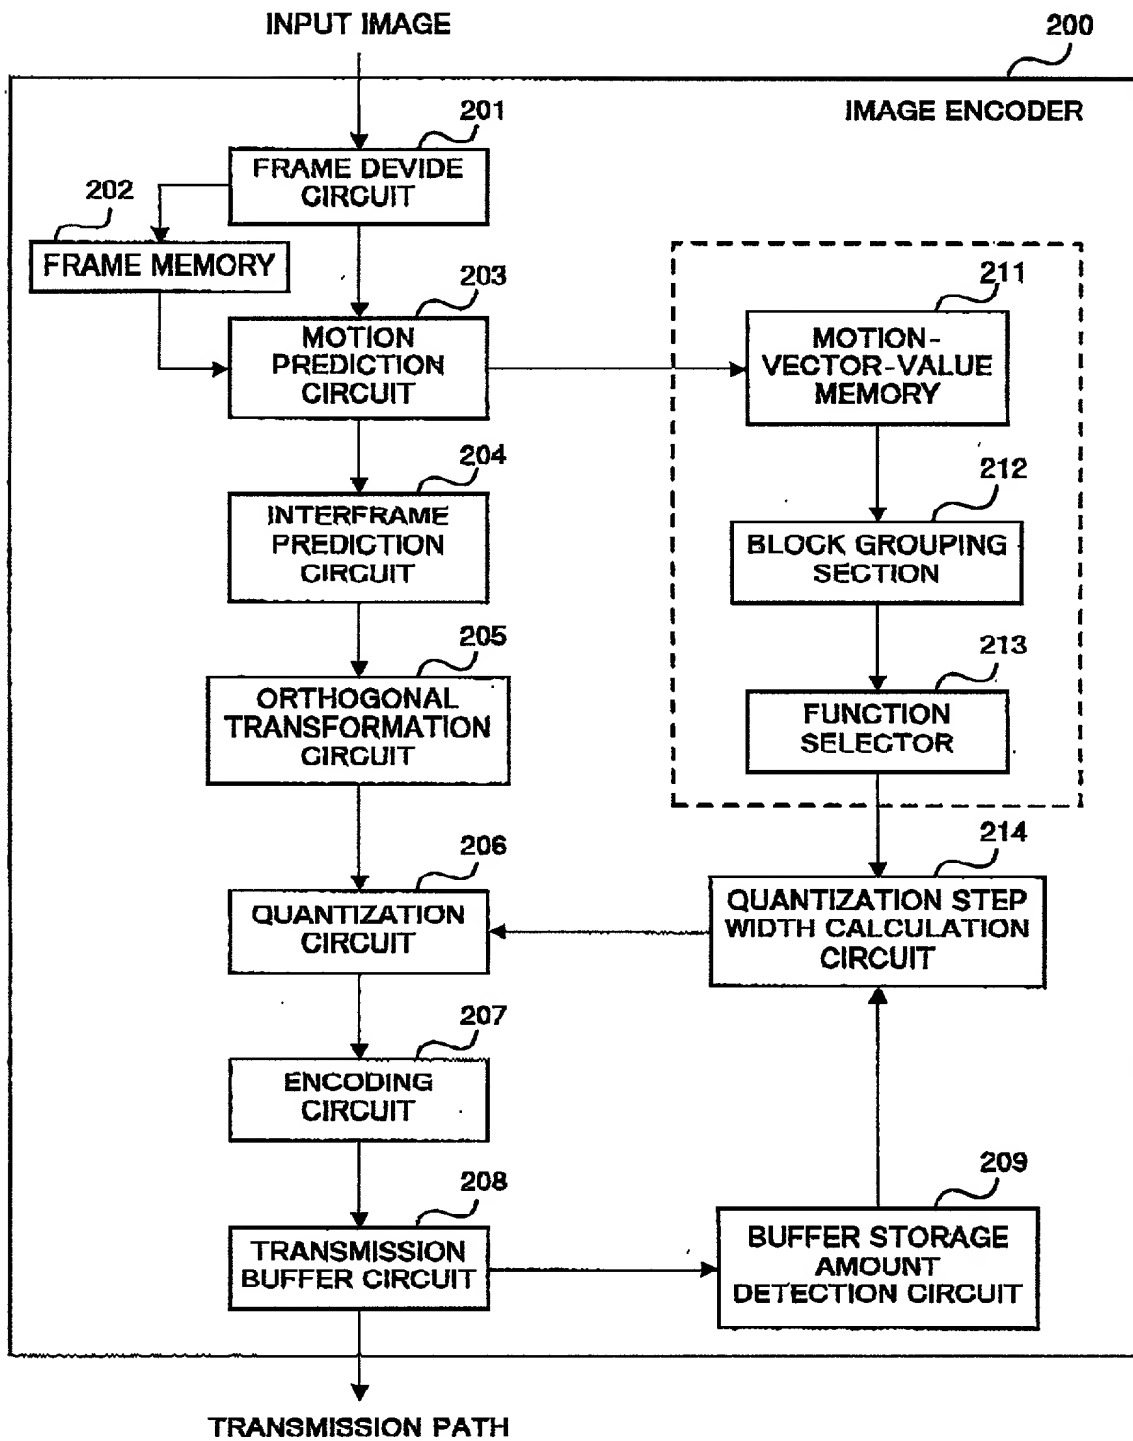 INPUT IMAGE
200
IMAGE ENCODER
201
FRAME DEVIDE
CIRCUIT
202
FRAME MEMORY
203
MOTION
PREDICTION
CIRCUIT
211
MOTION-
VECTOR-VALUE
MEMORY
204
INTERFRAME
PREDICTION
CIRCUIT
212
BLOCK GROUPING
SECTION
205
ORTHOGONAL
TRANSFORMATION
CIRCUIT
213
FUNCTION
SELECTOR
206
QUANTIZATION
CIRCUIT
214
QUANTIZATION STEP
WIDTH CALCULATION
CIRCUIT
207
ENCODING
CIRCUIT
208
TRANSMISSION
BUFFER CIRCUIT
209
BUFFER STORAGE
AMOUNT
DETECTION CIRCUIT
TRANSMISSION PATH